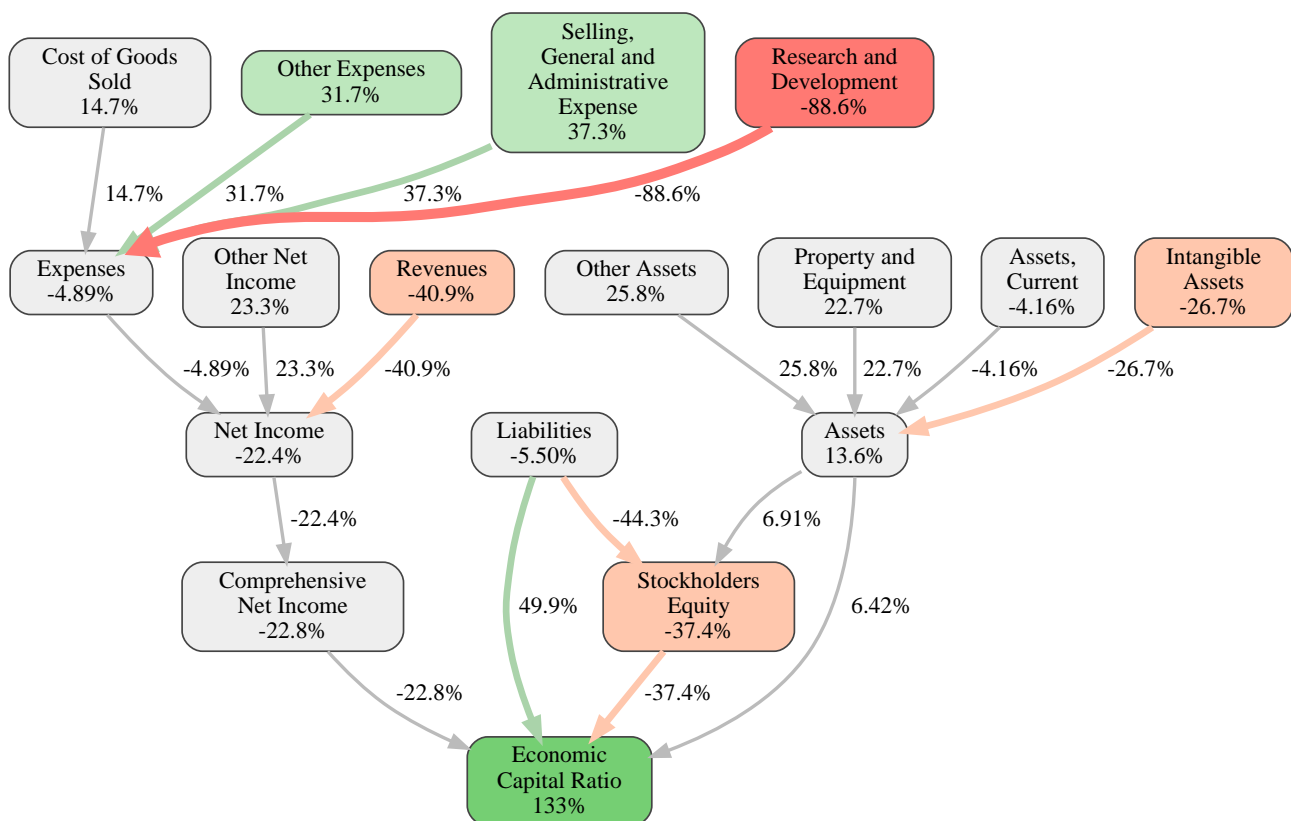 Cost of Goods
Sold
14.7%
Other Expenses
31.7%
Selling,
General and
Administrative
Expense
37.3%
Research and
Development
-88.6%
14.7%
31.7%
37.3%
-88.6%
Expenses
-4.89%
Other Net
Income
23.3%
Revenues
-40.9%
Other Assets
25.8%
Property and
Equipment
22.7%
Assets,
Current
-4.16%
Intangible
Assets
-26.7%
-4.89%
23.3%
-40.9%
25.8%
22.7%
-4.16%
-26.7%
Net Income
-22.4%
Liabilities
-5.50%
Assets
13.6%
-22.4%
-44.3%
6.91%
Comprehensive
Net Income
-22.8%
49.9%
Stockholders
Equity
-37.4%
6.42%
-22.8%
-37.4%
Economic
Capital Ratio
133%